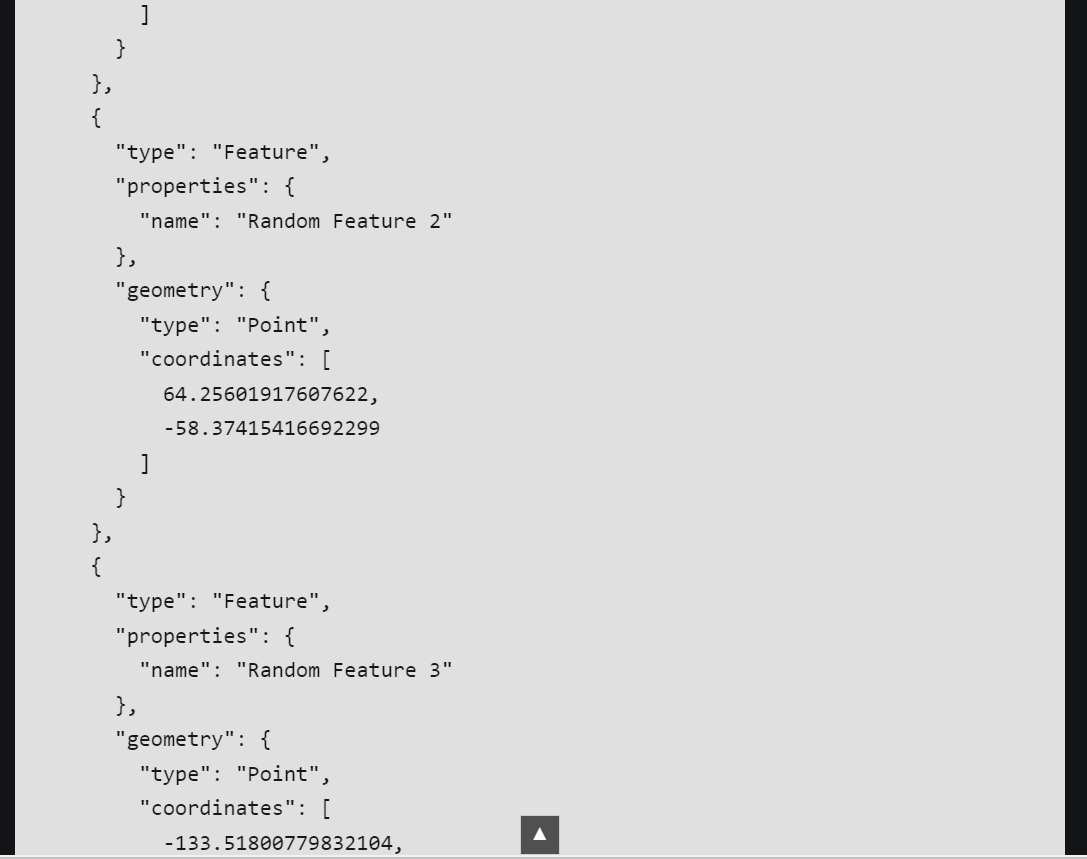 ]
    }
  },
  {
    "type": "Feature",
    "properties": {
      "name": "Random Feature 2"
    },
    "geometry": {
      "type": "Point",
      "coordinates": [
        64.25601917607622,
        -58.37415416692299
      ]
    }
  },
  {
    "type": "Feature",
    "properties": {
      "name": "Random Feature 3"
    },
    "geometry": {
      "type": "Point",
      "coordinates": [
        -133.51800779832104,